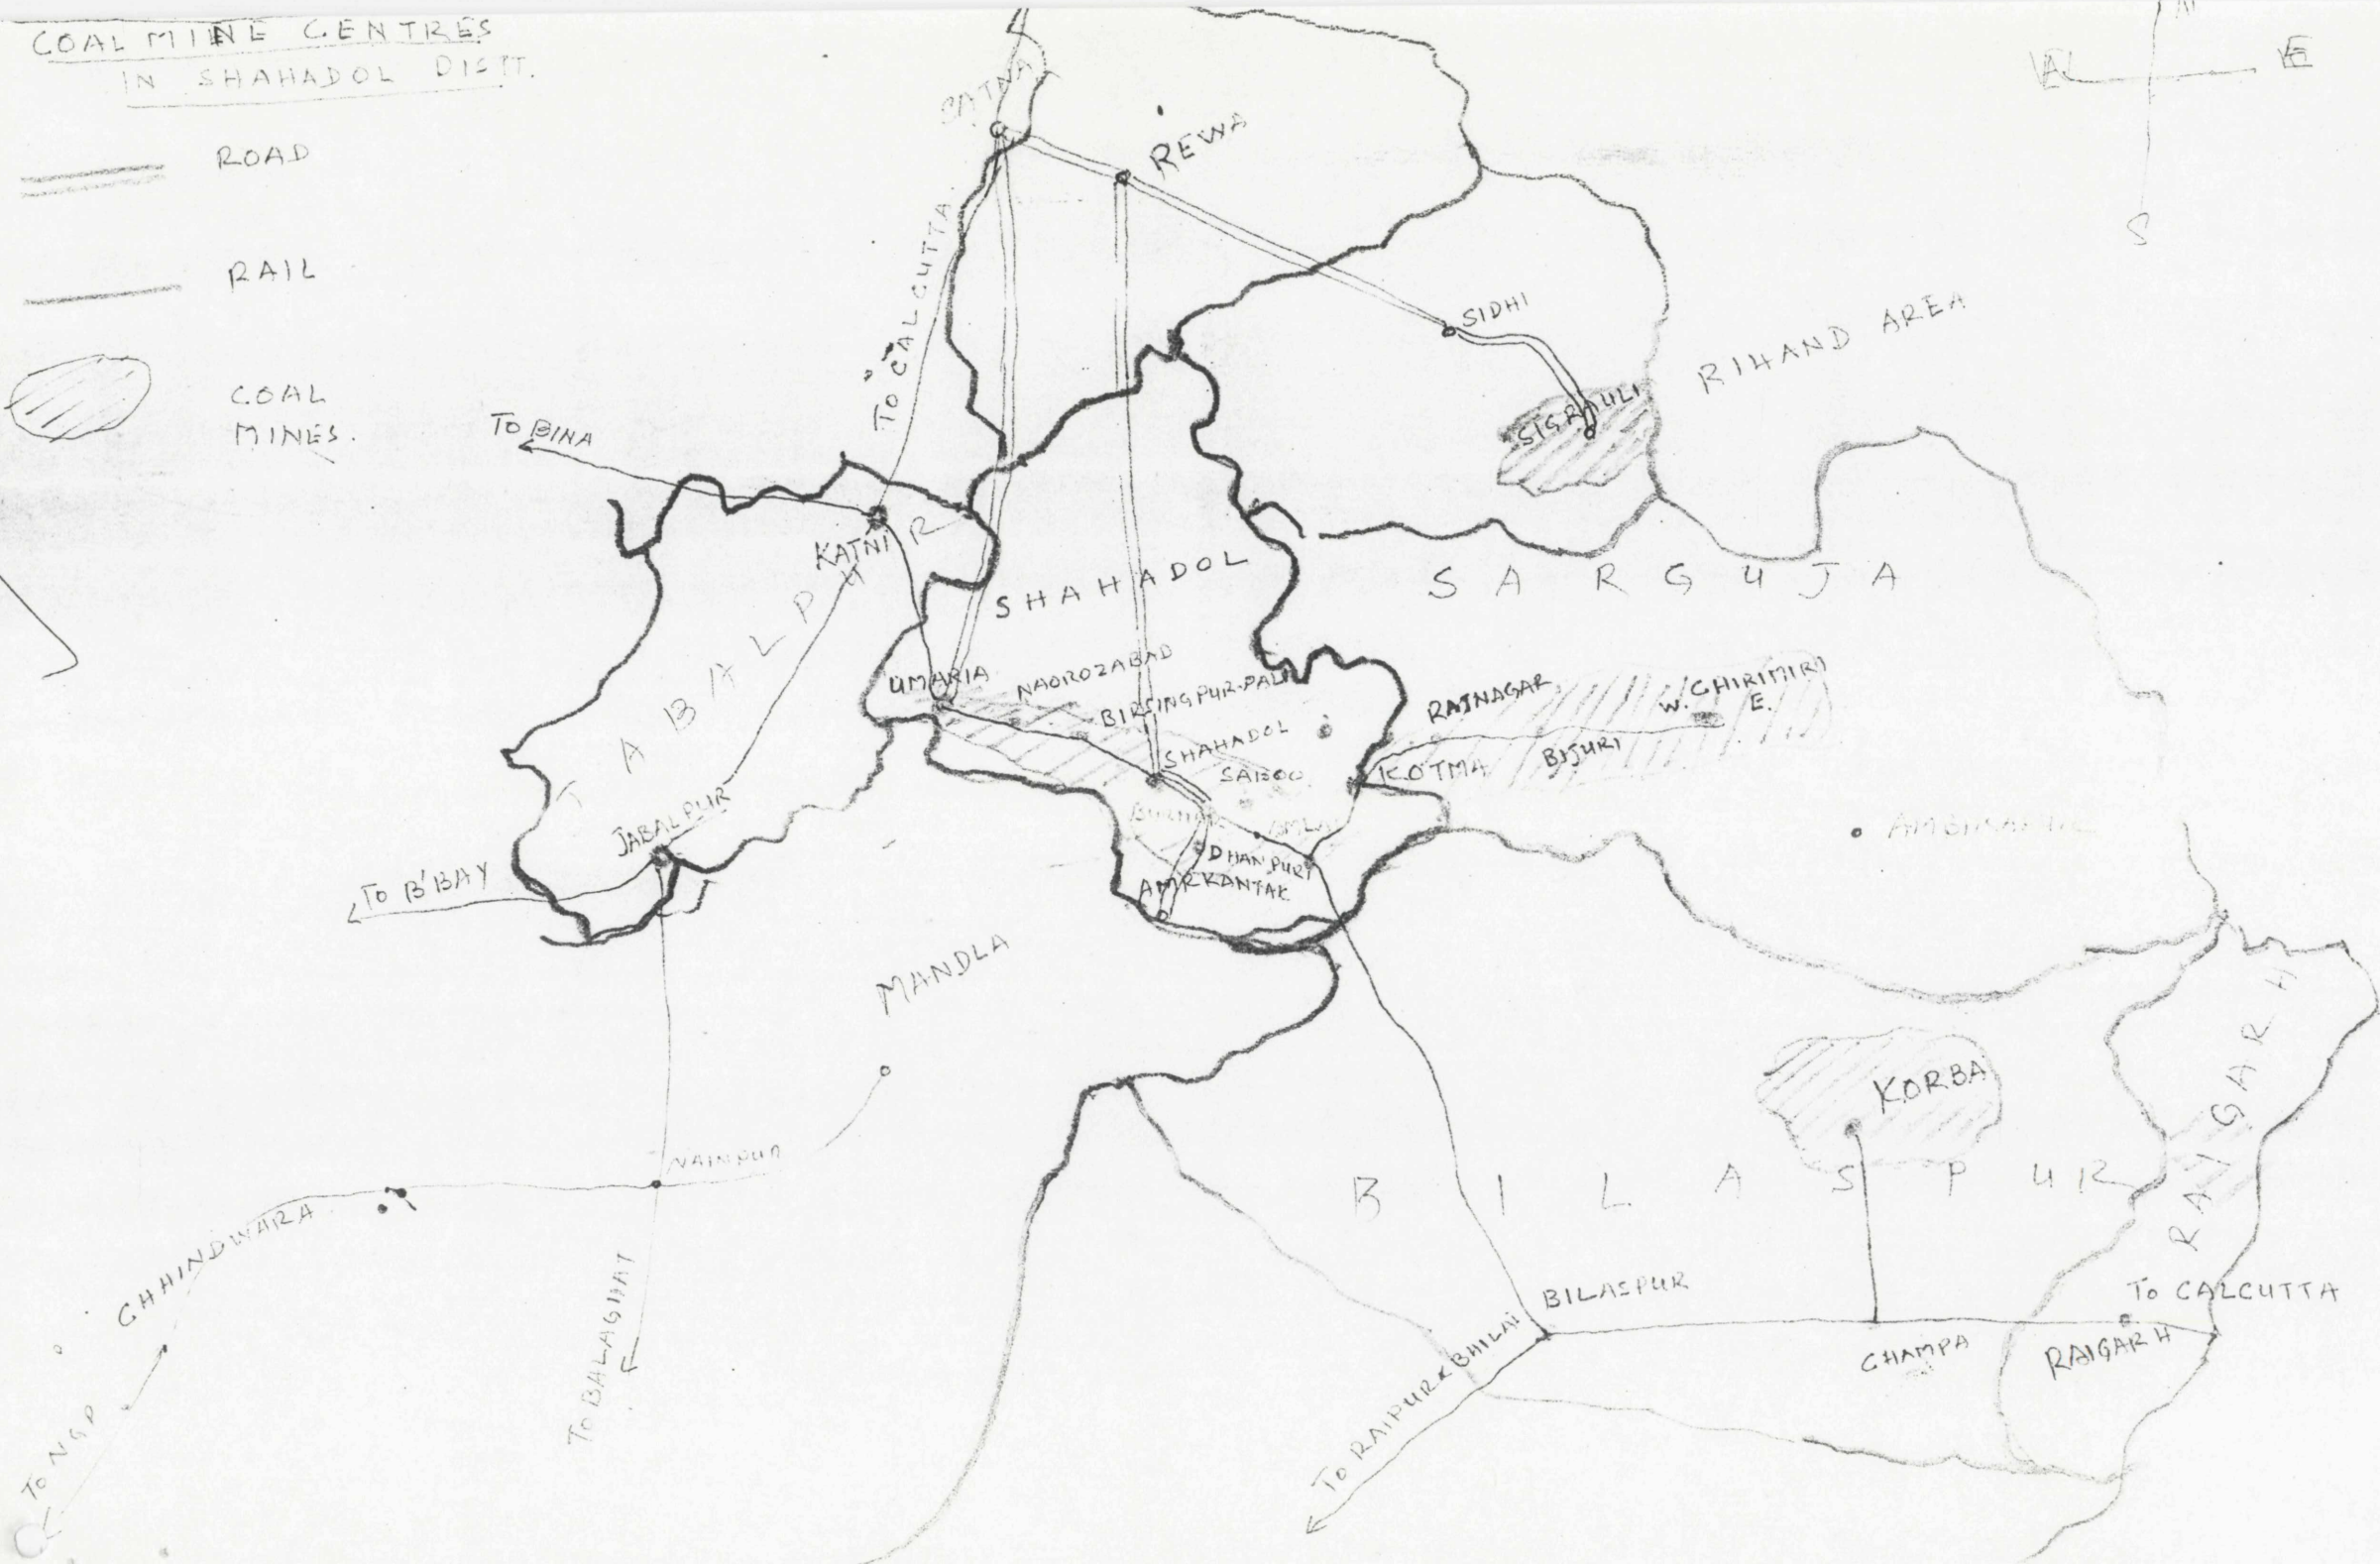 COAL MINE CENTRES
IN SHAHADOL DISTT.
ROAD
RAIL
COAL
MINES.
N
E
S
SATNA
REWA
TO CALCUTTA
SIDHI
RIHAND AREA
SIGRAULI
TO BINA
KATNI
JABALPUR
SHAHADOL
SARGUJA
UMARIA
NAOROZABAD
BIRSINGPUR-PALI
RAJNAGAR
W. CHIRIMIRI
E.
SHAHADOL
KOTMA
BIJURI
JABALPUR
AMLAI
DHANPURI
AMRKANTAK
TO B'BAY
MANDLA
KORBA
RAIGARH
NAINPUR
BILASPUR
CHHINDWARA
TO BALAGHAT
BILASPUR
TO CALCUTTA
CHAMPA
RAIGARH
TO RAIPUR & BHILAI
TO NGP